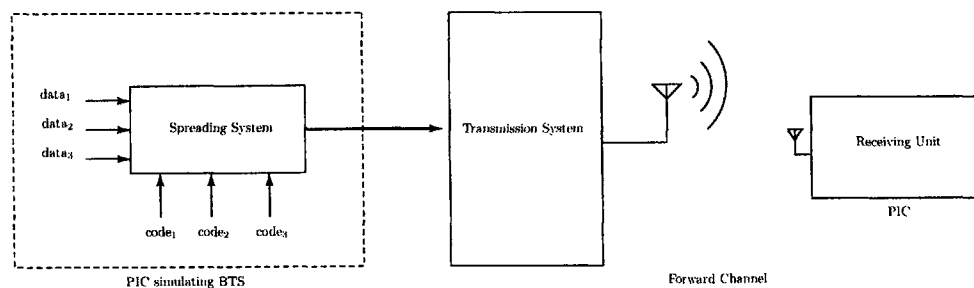 data₁
data₂
data₃
Spreading System
code₁ code₂ code₃
PIC simulating BTS
Transmission System
Receiving Unit
PIC
Forward Channel